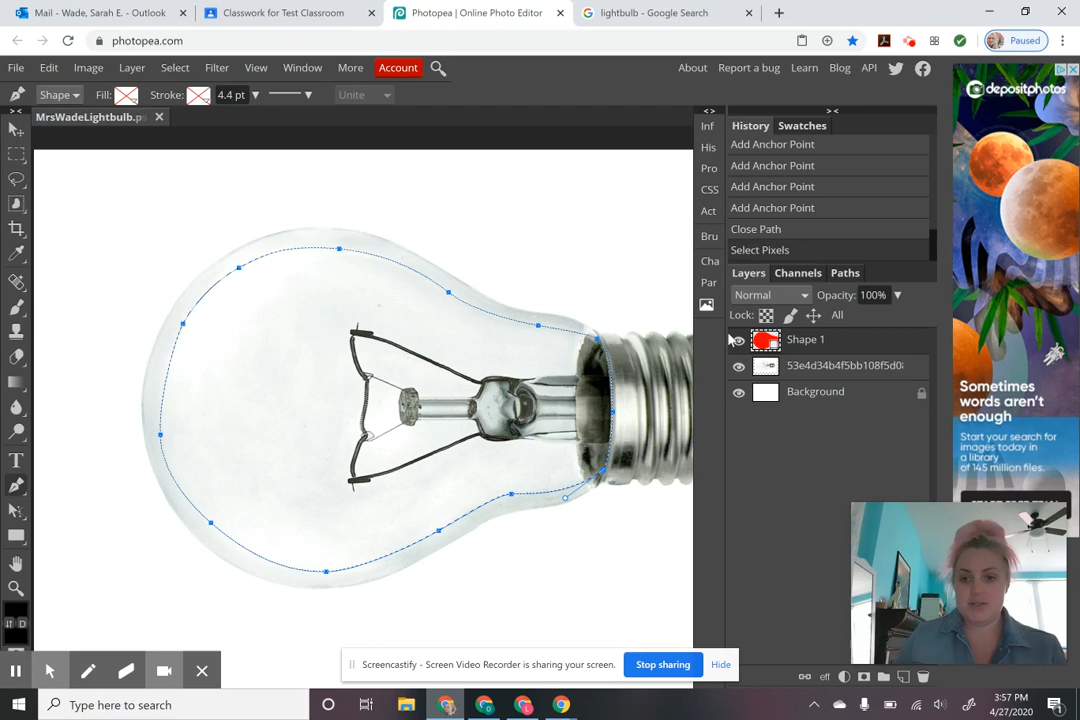 Mail - Wade, Sarah E. - Outlook
Classwork for Test Classroom
Photopea | Online Photo Editor
lightbulb - Google Search
photopea.com
Paused
File Edit Image Layer Select Filter View Window More Account
About Report a bug Learn Blog API
Shape Fill: Stroke: 4.4 pt Unite
MrsWadeLightbulb.ps
Inf
His
Pro
CSS
Act
Bru
Cha
Par
History Swatches
Add Anchor Point
Add Anchor Point
Add Anchor Point
Add Anchor Point
Close Path
Select Pixels
Layers Channels Paths
Normal Opacity: 100%
Lock: All
Shape 1
53e4d34b4f5bb108f5d0
Background
eff
depositphotos
Sometimes
words aren't
enough
Start your search for
images today in
a library
of 145 million files.
T
D
Screencastify - Screen Video Recorder is sharing your screen.
Stop sharing
Hide
Type here to search
3:57 PM
4/27/2020